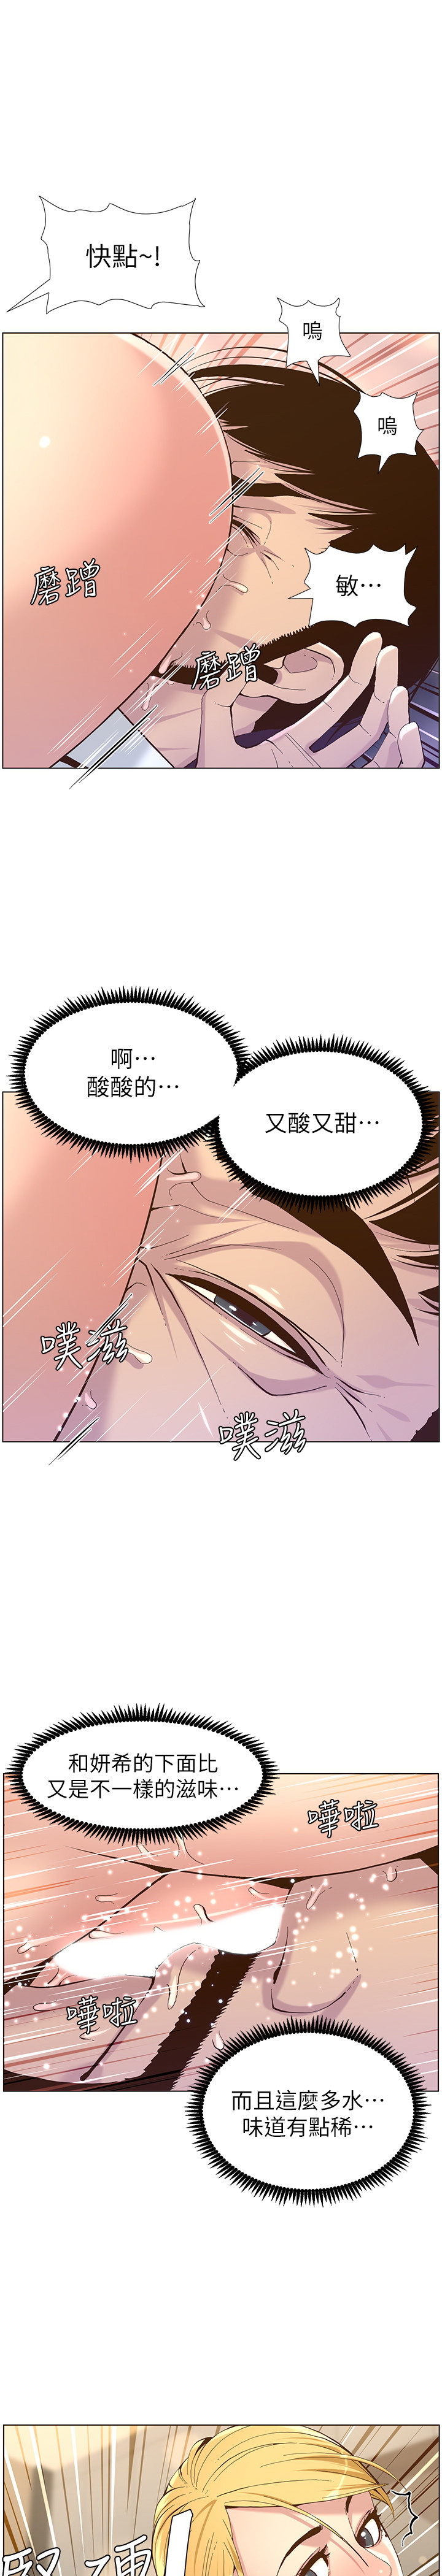 快點~!
嗚
嗚
敏…
磨蹭
磨蹭
啊…
酸酸的…
又酸又甜…
噗滋
噗滋
和妍希的下面比
又是不一樣的滋味…
嘩啦
嘩啦
而且這麼多水…
味道有點稀…